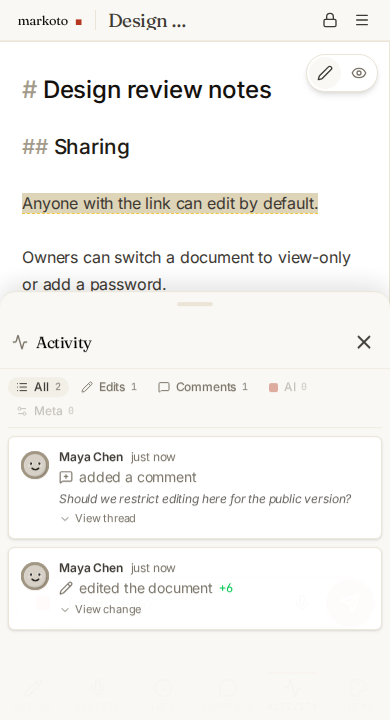 markoto
Design ...
# Design review notes
## Sharing
Anyone with the link can edit by default.
Owners can switch a document to view-only
or add a password.
Activity
All 2 Edits 1 Comments 1 AI 0
Meta 0
Maya Chen just now
added a comment
Should we restrict editing here for the public version?
View thread
Maya Chen just now
edited the document +6
View change